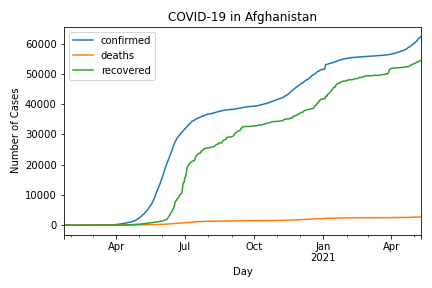 COVID-19 in Afghanistan
confirmed
deaths
recovered
Number of Cases
60000
50000
40000
30000
20000
10000
0
Apr
Jul
Oct
Jan
2021
Apr
Day